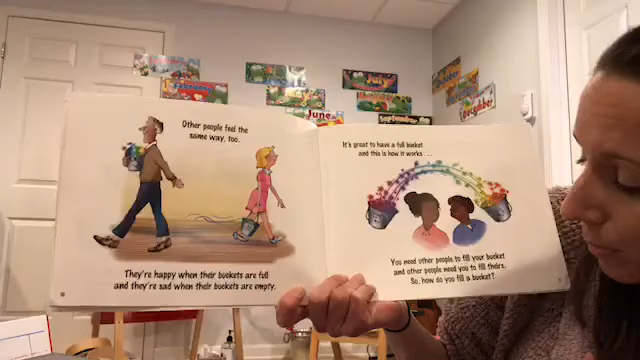 February
July
June
September
December
Other people feel the
same way, too.
They're happy when their buckets are full
and they're sad when their buckets are empty.
It's great to have a full bucket
and this is how it works . . .
You need other people to fill your bucket
and other people need you to fill theirs.
So, how do you fill a bucket?